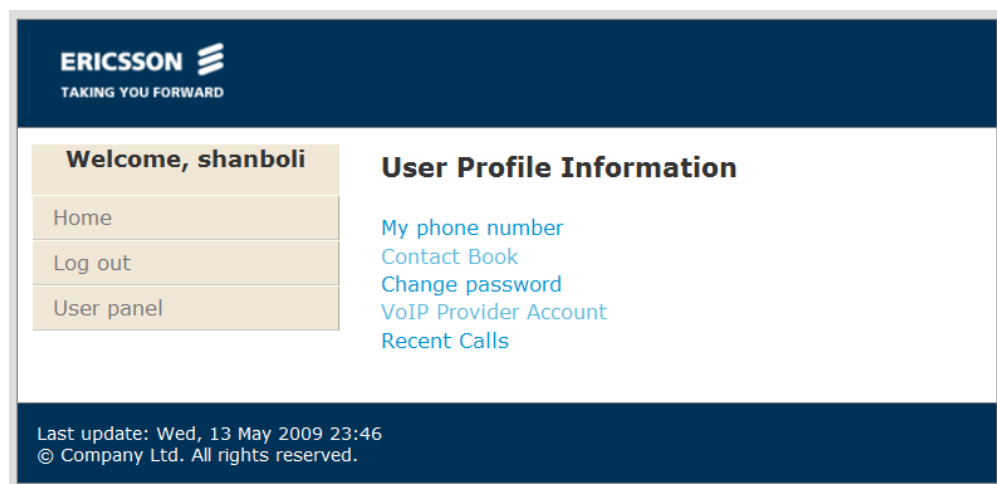 ERICSSON
TAKING YOU FORWARD
Welcome, shanboli
Home
Log out
User panel
User Profile Information
My phone number
Contact Book
Change password
VoIP Provider Account
Recent Calls
Last update: Wed, 13 May 2009 23:46
© Company Ltd. All rights reserved.